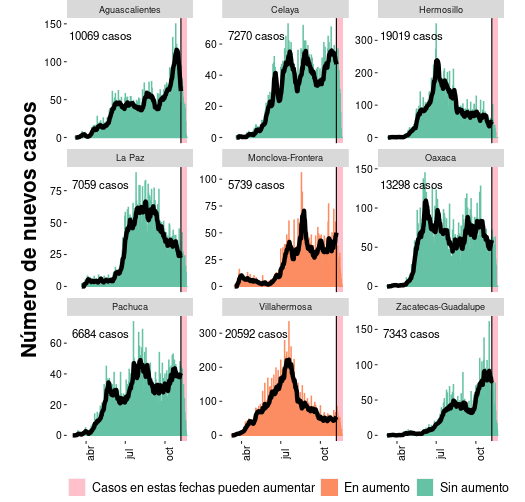 Número de nuevos casos
Aguascalientes
Celaya
Hermosillo
10069 casos
7270 casos
19019 casos
150
100
50
0
60
40
20
0
300
200
100
0
La Paz
Monclova-Frontera
Oaxaca
7059 casos
5739 casos
13298 casos
75
50
25
0
100
75
50
25
0
150
100
50
0
Pachuca
Villahermosa
Zacatecas-Guadalupe
6684 casos
20592 casos
7343 casos
60
40
20
0
300
200
100
0
150
100
50
0
abr jul oct
abr jul oct
abr jul oct
Casos en estas fechas pueden aumentar En aumento Sin aumento